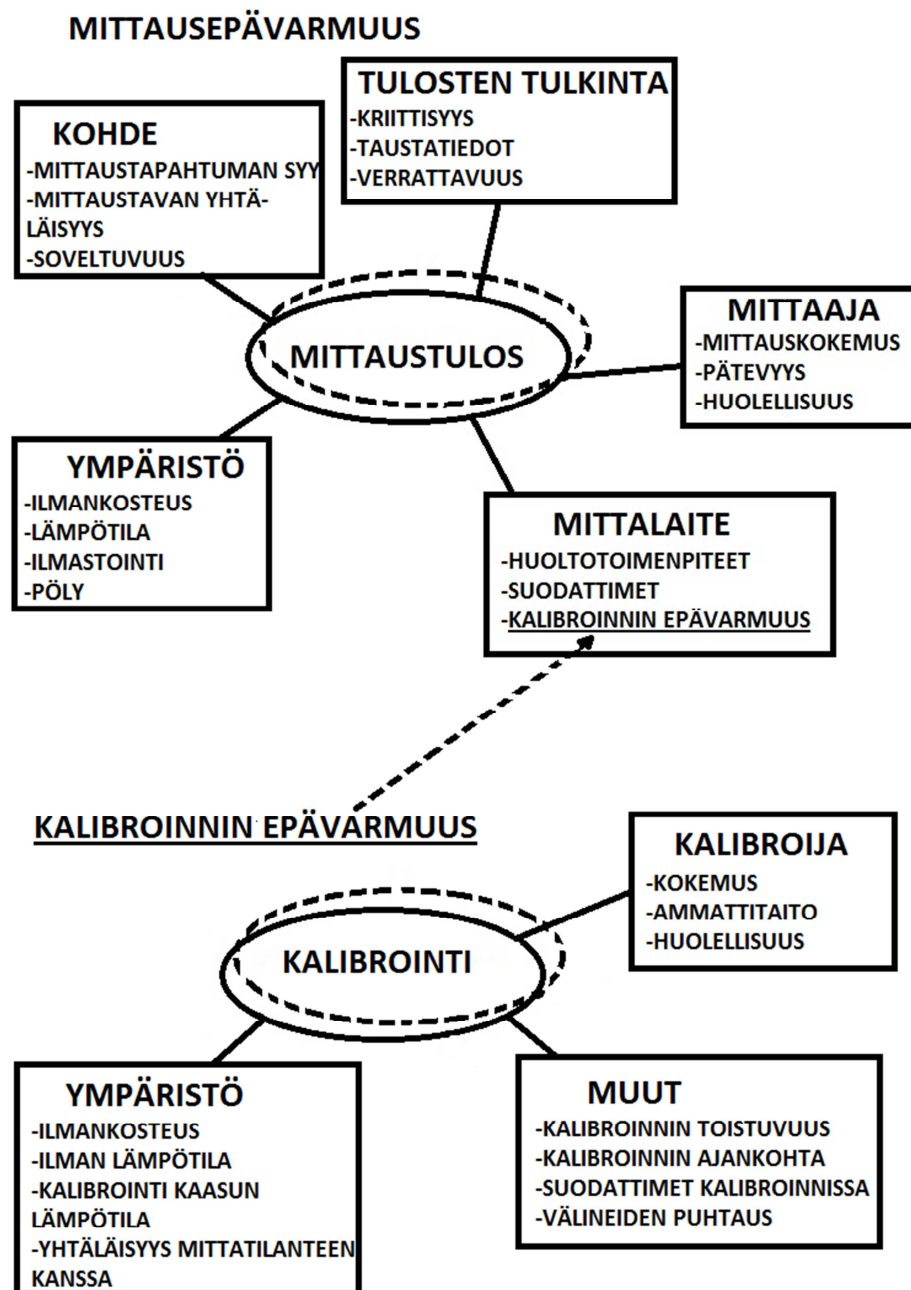 MITTAUSEPÄVARMUUS
TULOSTEN TULKINTA
-KRIITTISYYS
-TAUSTATIEDOT
-VERRATTAVUUS
KOHDE
-MITTAUSTAPAHTUMAN SYY
-MITTAUSTAVAN YHTÄ-
LÄISYYS
-SOVELTUVUUS
MITTAUSTULOS
MITTAAJA
-MITTAUSKOKEMUS
-PÄTEVYYS
-HUOLELLISUUS
YMPÄRISTÖ
-ILMANKOSTEUS
-LÄMPÖTILA
-ILMASTOINTI
-PÖLY
MITTALAITE
-HUOLTOTOIMENPITEET
-SUODATTIMET
-KALIBROINNIN EPÄVARMUUS
KALIBROINNIN EPÄVARMUUS
KALIBROIJA
-KOKEMUS
-AMMATTITAITO
-HUOLELLISUUS
KALIBROINTI
YMPÄRISTÖ
-ILMANKOSTEUS
-ILMAN LÄMPÖTILA
-KALIBROINTI KAASUN
LÄMPÖTILA
-YHTÄLÄISYYS MITTATILANTEEN
KANSSA
MUUT
-KALIBROINNIN TOISTUVUUS
-KALIBROINNIN AJANKOHTA
-SUODATTIMET KALIBROINNISSA
-VÄLINEIDEN PUHTAUS